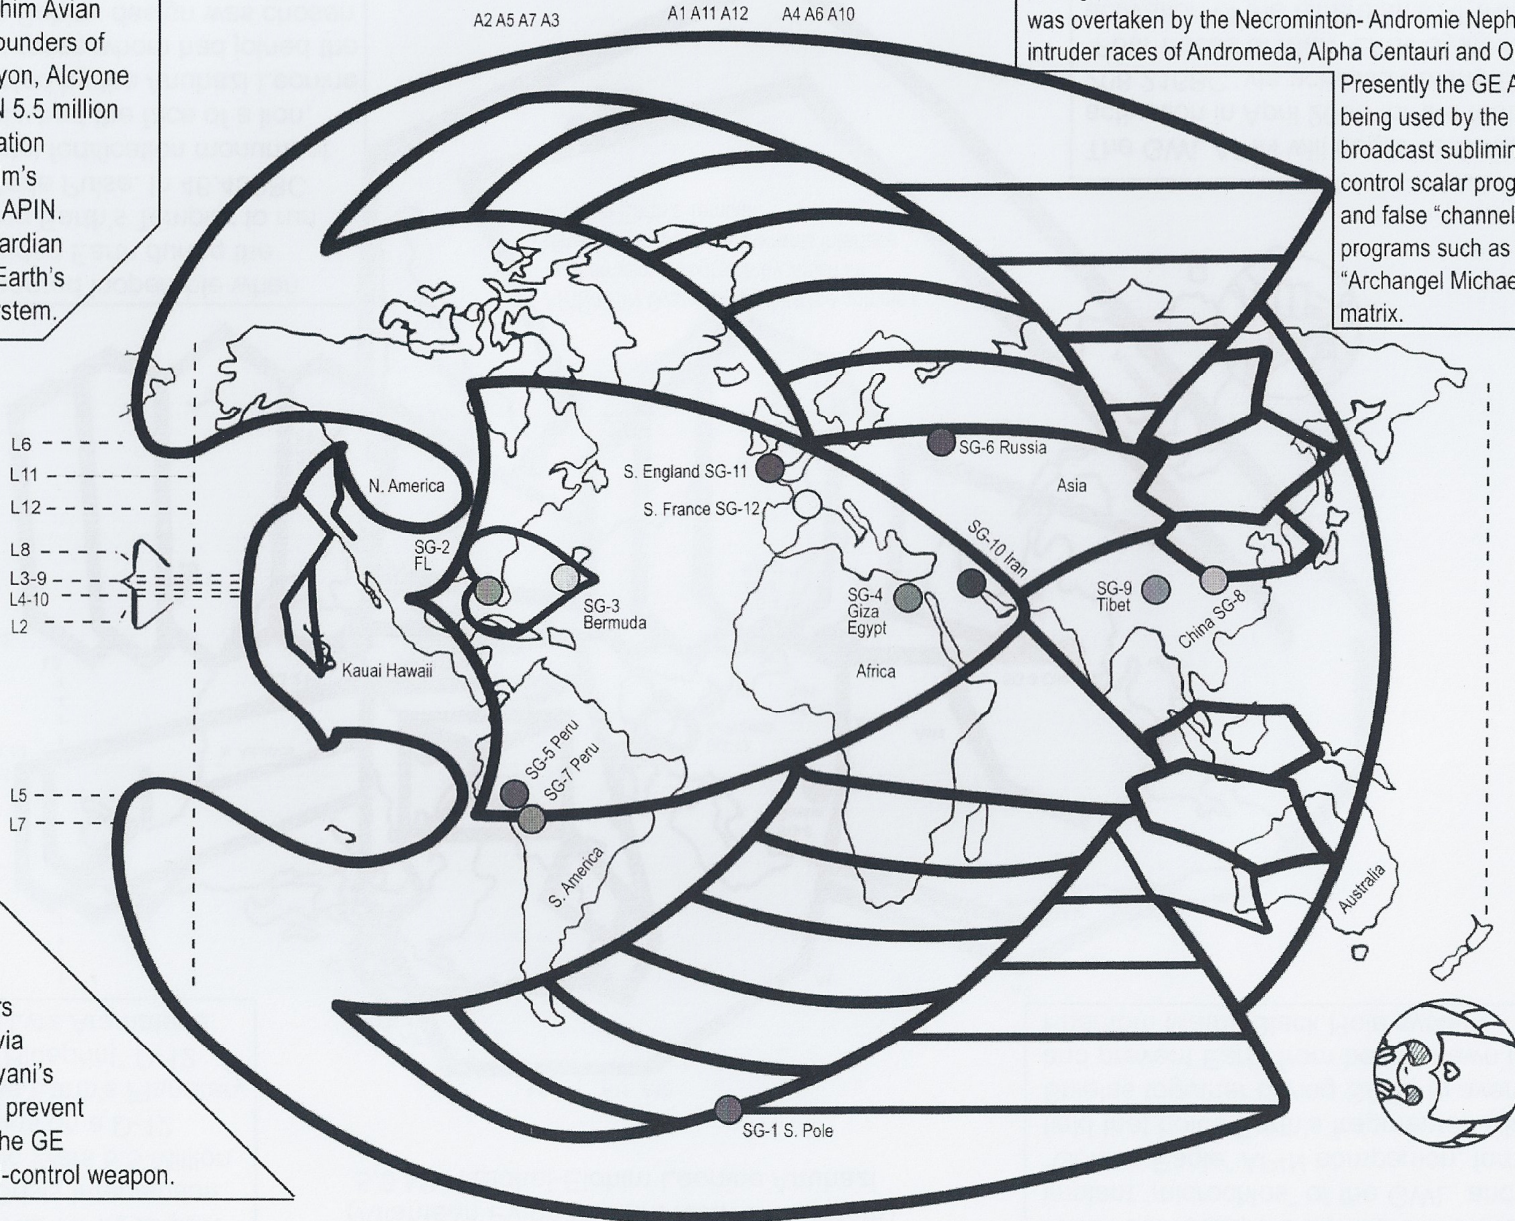 him Avian
ounders of
yon, Alcyone
N 5.5 million
ation
m's
APIN.
ardian
Earth's
stem.
A2 A5 A7 A3
A1 A11 A12
A4 A6 A10
was overtaken by the Necrominton- Andromie Neph
intruder races of Andromeda, Alpha Centauri and O
Presently the GE A
being used by the
broadcast sublimin
control scalar prog
and false “channel
programs such as
“Archangel Michae
matrix.
L6
L11
L12
L8
L3-9
L4-10
L2
L5
L7
N. America
SG-2
FL
SG-3
Bermuda
Kauai Hawaii
S. England SG-11
S. France SG-12
SG-6 Russia
Asia
SG-10 Iran
SG-4
Giza
Egypt
Africa
SG-9
Tibet
China SG-8
SG-5 Peru
SG-7 Peru
S. America
Australia
SG-1 S. Pole
rs
via
yani's
prevent
he GE
-control weapon.